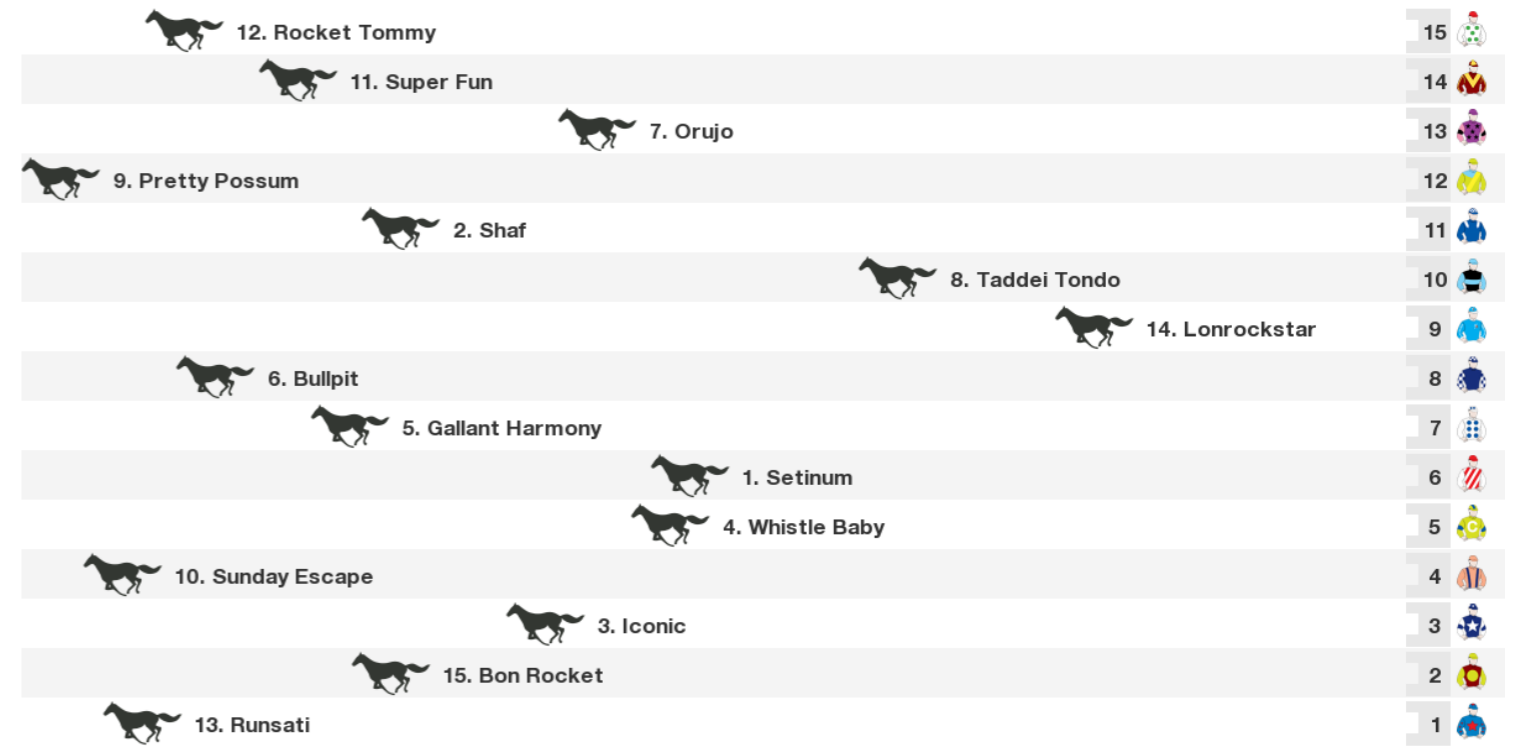 12. Rocket Tommy 15
11. Super Fun 14
7. Orujo 13
9. Pretty Possum 12
2. Shaf 11
8. Taddei Tondo 10
14. Lonrockstar 9
6. Bullpit 8
5. Gallant Harmony 7
1. Setinum 6
4. Whistle Baby 5
C
10. Sunday Escape 4
3. Iconic 3
15. Bon Rocket 2
13. Runsati 1